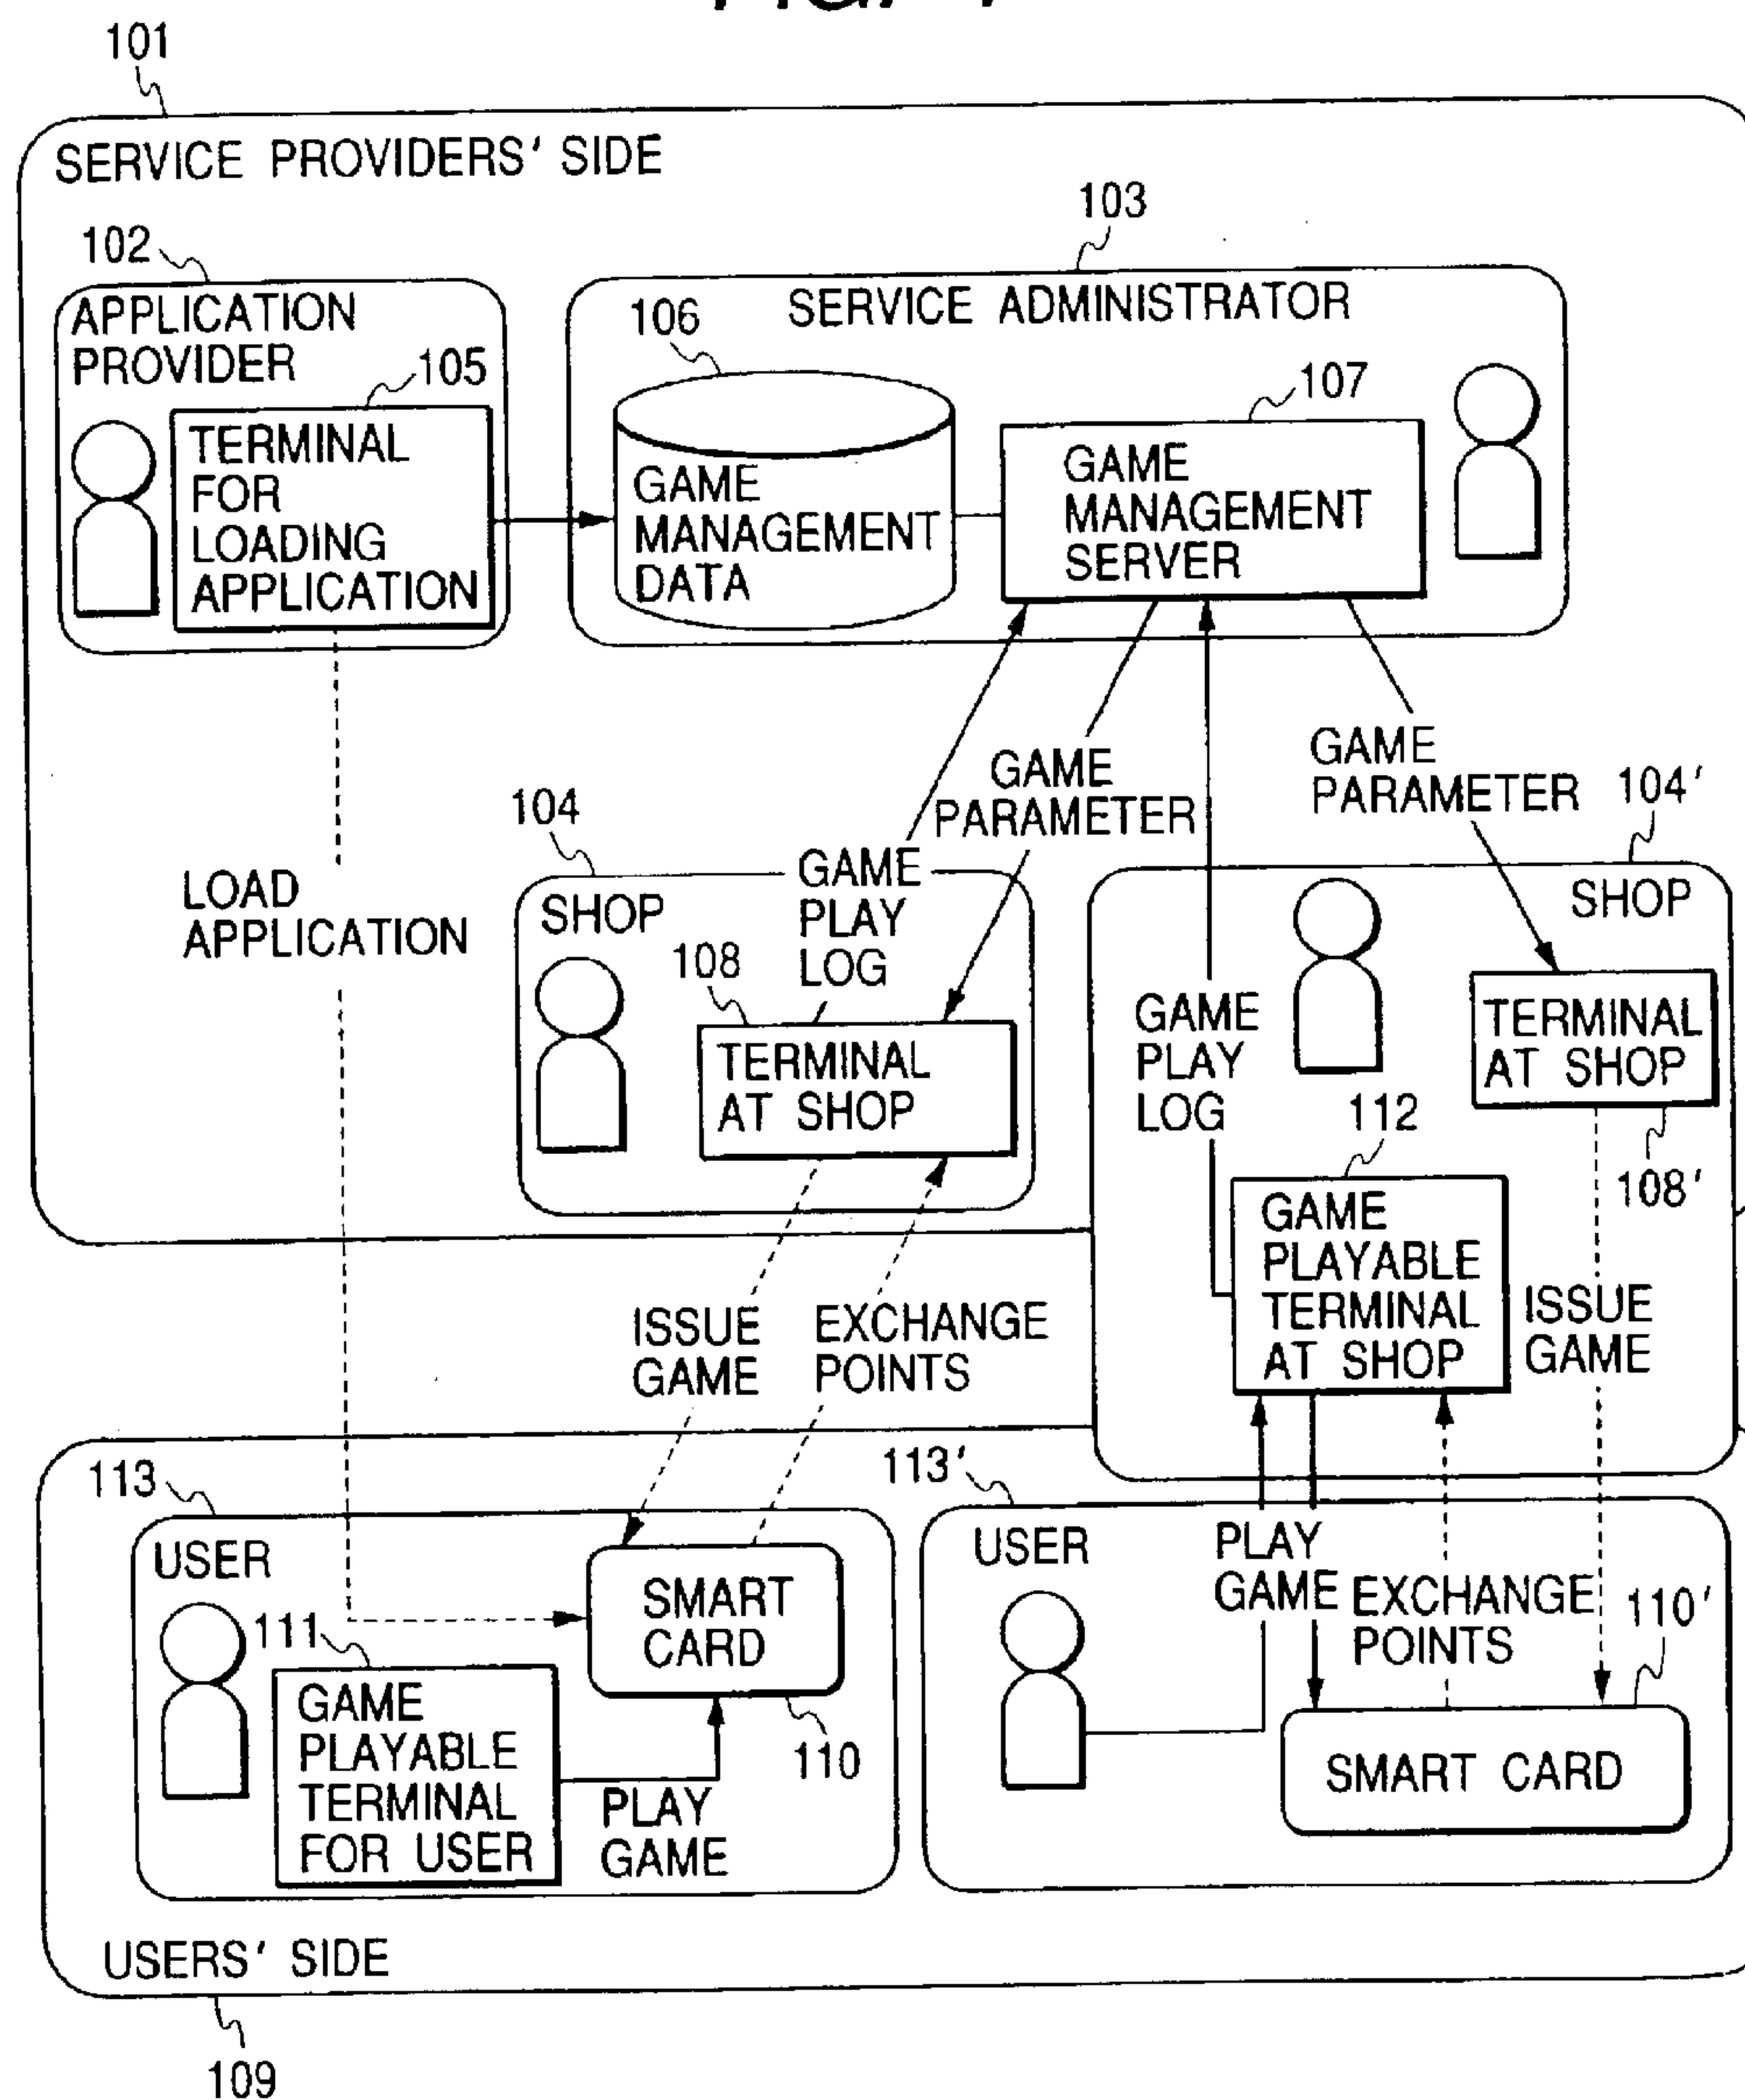 101
SERVICE PROVIDERS' SIDE
102
103
APPLICATION
PROVIDER
105
TERMINAL
FOR
LOADING
APPLICATION
SERVICE ADMINISTRATOR
106
107
GAME
MANAGEMENT
DATA
GAME
MANAGEMENT
SERVER
LOAD
APPLICATION
GAME
PARAMETER
GAME
PARAMETER
104
104'
SHOP
GAME
PLAY
LOG
108
TERMINAL
AT SHOP
SHOP
GAME
PLAY
LOG
TERMINAL
AT SHOP
112
108'
GAME
PLAYABLE
TERMINAL
AT SHOP
ISSUE
GAME
EXCHANGE
POINTS
ISSUE
GAME
113
113'
USER
SMART
CARD
111
110
GAME
PLAYABLE
TERMINAL
FOR USER
PLAY
GAME
USER
PLAY
GAME
EXCHANGE
POINTS
110'
SMART CARD
USERS' SIDE
109